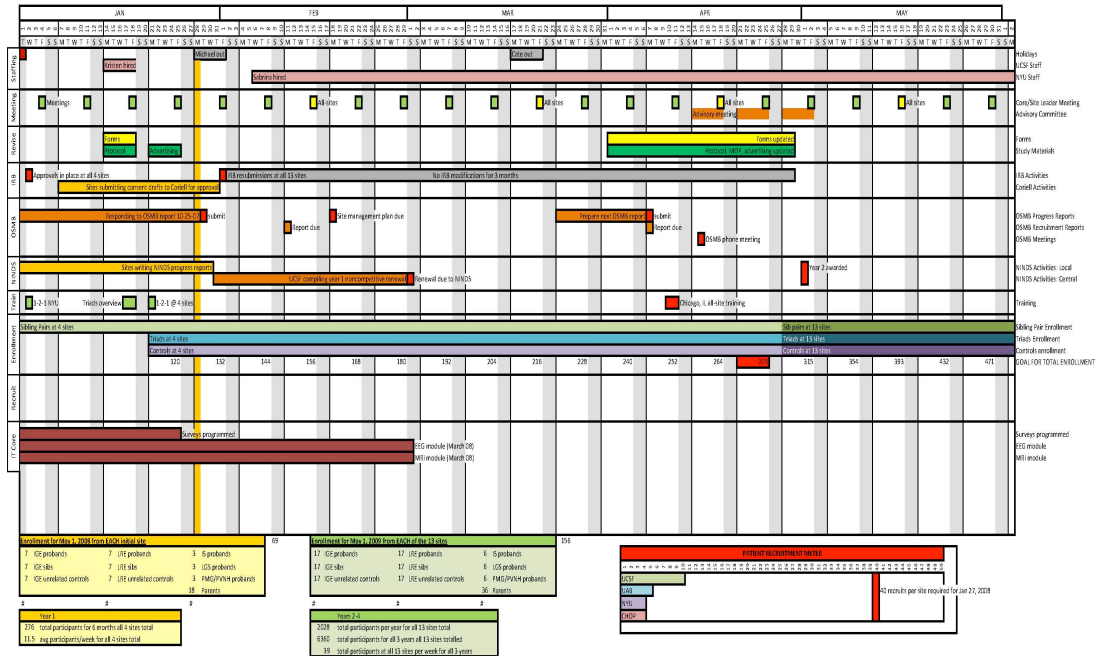 JAN FEB MAR APR MAY
Staffing
Michael out
Cate out
Holidays
Kristen hired
UCSF Staff
Sabrina hired
NYU Staff
Meeting
Meetings
All-sites
All sites
All sites
All sites
Core/Site Leader Meeting
Advisory meeting
Advisory Committee
Revise
Forms
Forms updated
Forms
Protocol
Advertising
Protocol, MOP, advertising updated
Study Materials
IRB
Approvals in place at all 4 sites
IRB resubmissions at all 13 sites
No IRB modifications for 3 months
IRB Activities
Sites submitting consent drafts to Coriell for approval
Coriell Activities
OSMB
Responding to OSMB report 10-25-07
submit
Site management plan due
Prepare next OSMB report
submit
OSMB Progress Reports
Report due
Report due
OSMB Recruitment Reports
OSMB phone meeting
OSMB Meetings
NINDS
Sites writing NINDS progress reports
Year 2 awarded
NINDS Activities: Local
UCSF compiling year 1 noncompetitive renewal
Renewal due to NINDS
NINDS Activities: Central
Train
1-2-1 NYU
Triads overview
1-2-1 @ 4 sites
Chicago, IL all-site training
Training
Enrollment
Sibling Pairs at 4 sites
Sib pairs at 13 sites
Sibling Pair Enrollment
Triads at 4 sites
Triads at 13 sites
Triads Enrollment
Controls at 4 sites
Controls at 13 sites
Controls enrollment
120 132 144 156 168 180 192 204 216 228 240 252 264 276 315 354 393 432 471
GOAL FOR TOTAL ENROLLMENT
Recruit
IT Core
Surveys programmed
Surveys programmed
EEG module (March 08)
EEG module
MRI module (March 08)
MRI module
Enrollment for May 1, 2008 from EACH initial site
69
7 IGE probands 7 LRE probands 3 IS probands
7 IGE sibs 7 LRE sibs 3 LGS probands
7 IGE unrelated controls 7 LRE unrelated controls 3 PMG/PVNH probands
18 Parents
# # #
Year 1
276 total participants for 6 months all 4 sites total
11.5 avg participants/week for all 4 sites total
Enrollment for May 1, 2009 from EACH of the 13 sites
156
17 IGE probands 17 LRE probands 6 IS probands
17 IGE sibs 17 LRE sibs 6 LGS probands
17 IGE unrelated controls 17 LRE unrelated controls 6 PMG/PVNH probands
36 Parents
# # #
Years 2-4
2028 total participants per year for all 13 sites total
6360 total participants for all 3 years all 13 sites totalled
39 total participants at all 13 sites per week for all 3 years
PATIENT RECRUITMENT METER
UCSF
UAB
NYU
CHOP
40 recruits per site required for Jan 27, 2008